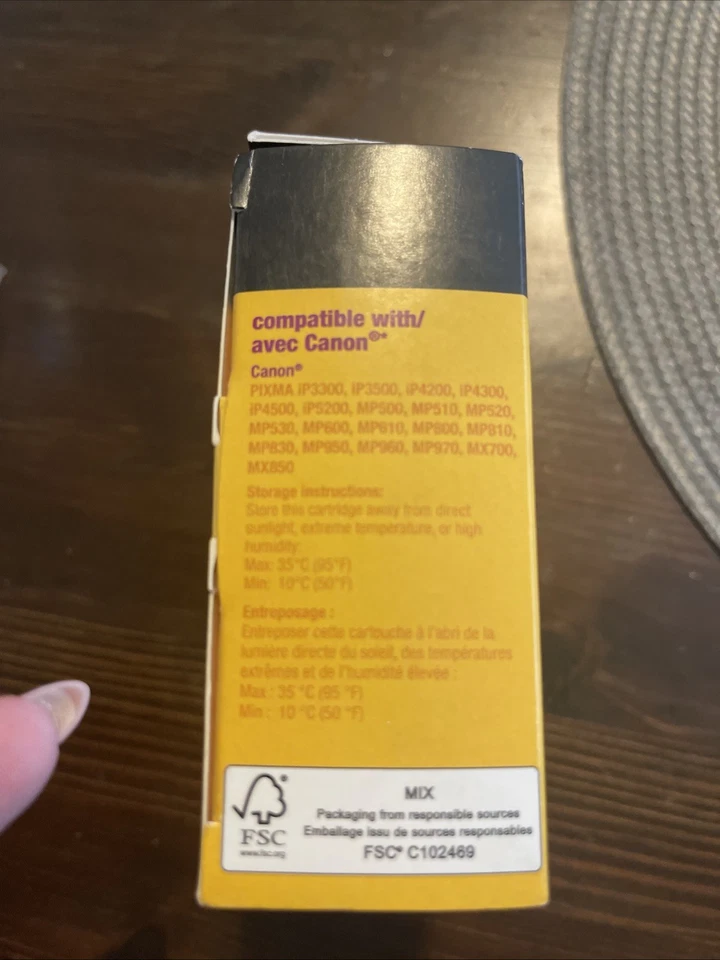 compatible with/
avec Canon®*
Canon®
PIXMA iP3300, iP3500, iP4200, iP4300,
iP4500, iP5200, MP500, MP510, MP520,
MP530, MP600, MP610, MP800, MP810,
MP830, MP950, MP960, MP970, MX700,
MX850
Storage instructions:
Store this cartridge away from direct
sunlight, extreme temperature, or high
humidity:
Max: 35°C (95°F)
Min: 10°C (50°F)
Entreposage :
Entreposer cette cartouche à l'abri de la
lumière directe du soleil, des températures
extrêmes et de l'humidité élevée :
Max : 35 °C (95 °F)
Min : 10 °C (50 °F)
MIX
Packaging from responsible sources
Emballage issu de sources responsables
FSC® C102469
®
FSC
www.fsc.org